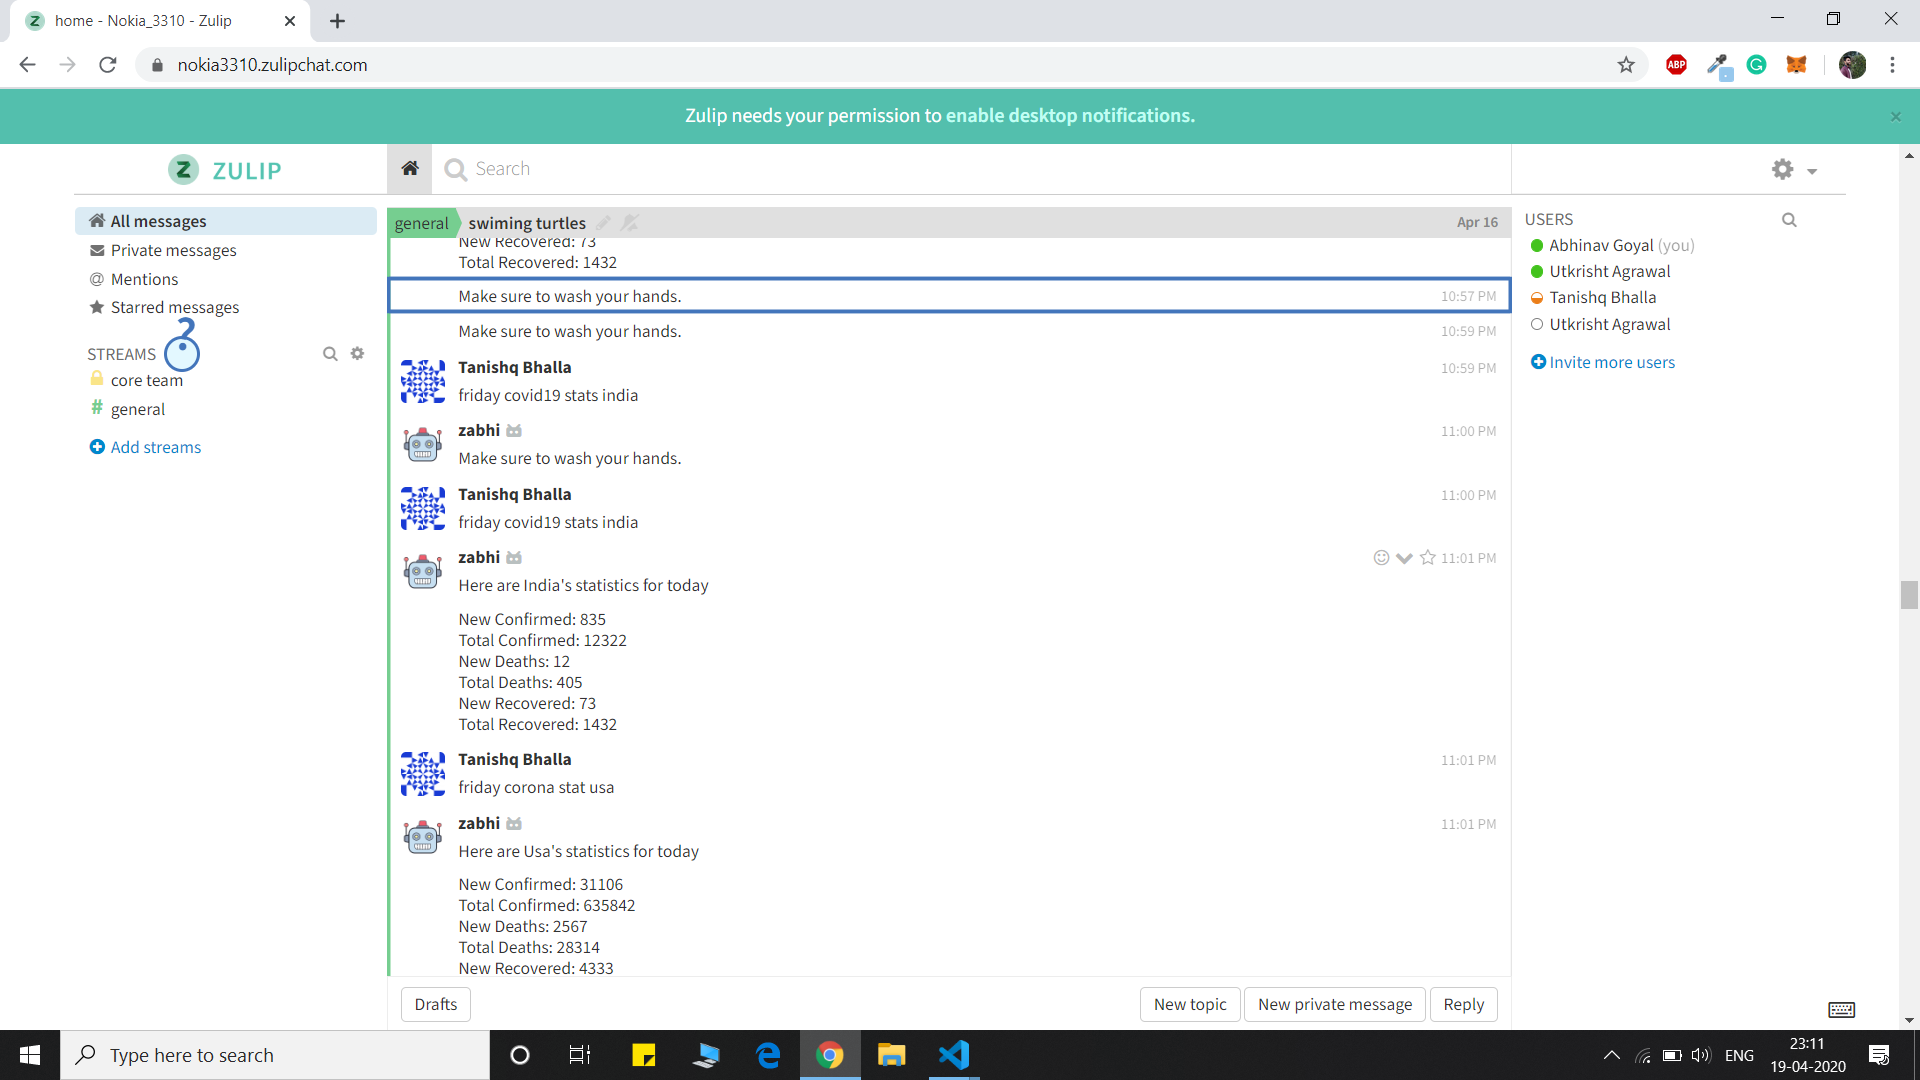 home - Nokia_3310 - Zulip
nokia3310.zulipchat.com
ABP
Zulip needs your permission to enable desktop notifications.
Z ZULIP
Search
All messages
Private messages
@ Mentions
Starred messages
STREAMS
core team
# general
Add streams
general swiming turtles Apr 16
New Recovered: 73
Total Recovered: 1432
Make sure to wash your hands. 10:57 PM
Make sure to wash your hands. 10:59 PM
Tanishq Bhalla 10:59 PM
friday covid19 stats india
zabhi 11:00 PM
Make sure to wash your hands.
Tanishq Bhalla 11:00 PM
friday covid19 stats india
zabhi 11:01 PM
Here are India's statistics for today
New Confirmed: 835
Total Confirmed: 12322
New Deaths: 12
Total Deaths: 405
New Recovered: 73
Total Recovered: 1432
Tanishq Bhalla 11:01 PM
friday corona stat usa
zabhi 11:01 PM
Here are Usa's statistics for today
New Confirmed: 31106
Total Confirmed: 635842
New Deaths: 2567
Total Deaths: 28314
New Recovered: 4333
Drafts New topic New private message Reply
USERS
Abhinav Goyal (you)
Utkrisht Agrawal
Tanishq Bhalla
Utkrisht Agrawal
Invite more users
Type here to search
ENG
23:11
19-04-2020